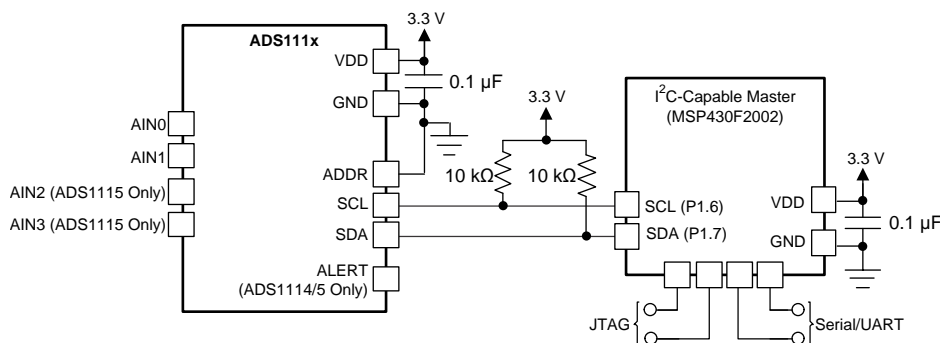 3.3 V
ADS111x
VDD
0.1 µF
GND
3.3 V
I²C-Capable Master
(MSP430F2002)
AIN0
AIN1
3.3 V
ADDR
10 kΩ
10 kΩ
AIN2 (ADS1115 Only)
SCL
SCL (P1.6)
VDD
AIN3 (ADS1115 Only)
0.1 µF
SDA
SDA (P1.7)
GND
ALERT
(ADS1114/5 Only)
JTAG
Serial/UART